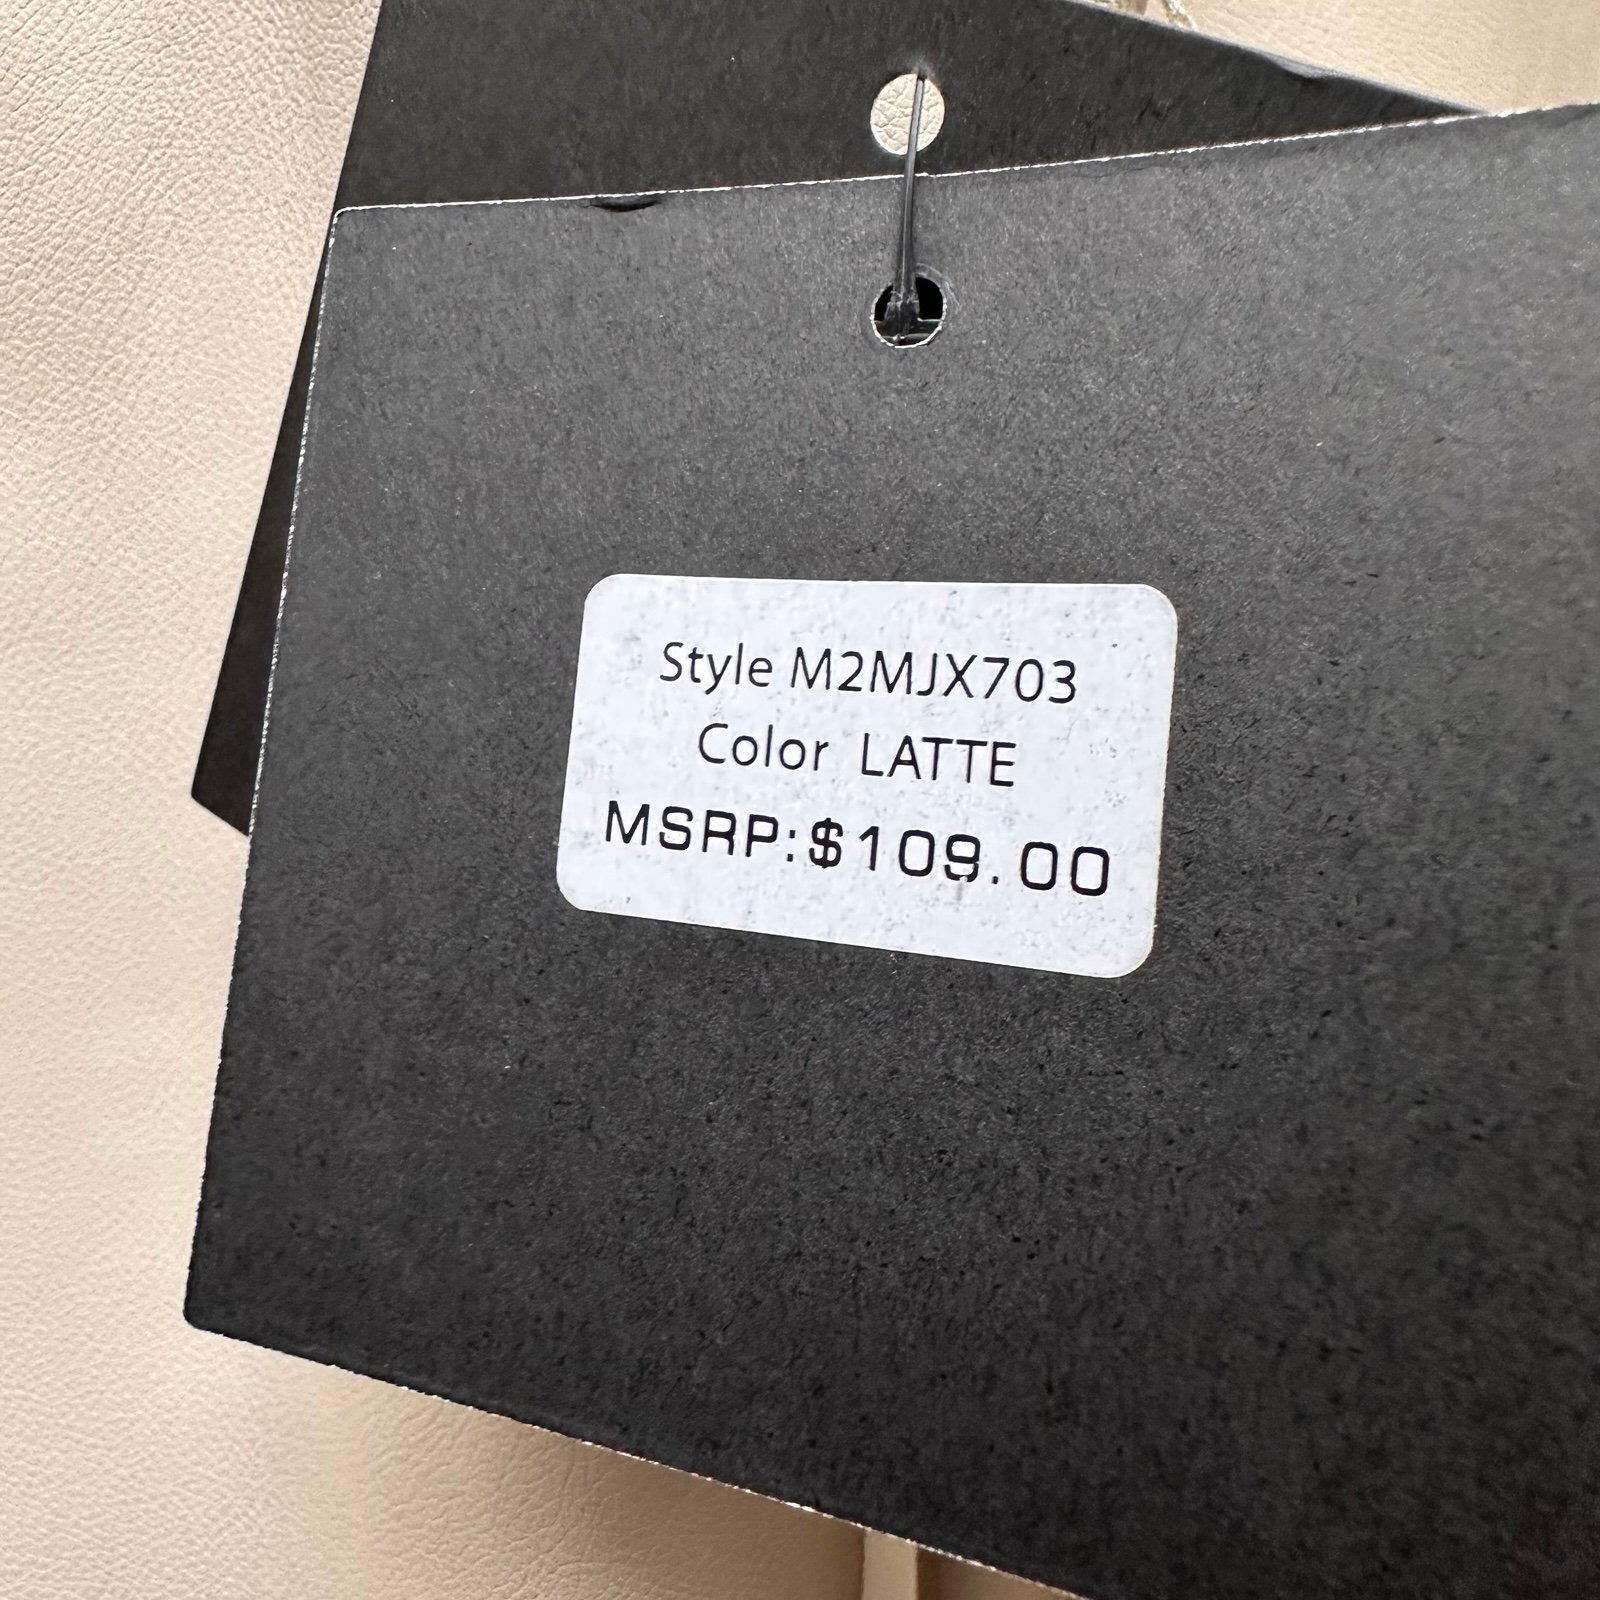 Style M2MJX703
Color LATTE
MSRP:$109.00